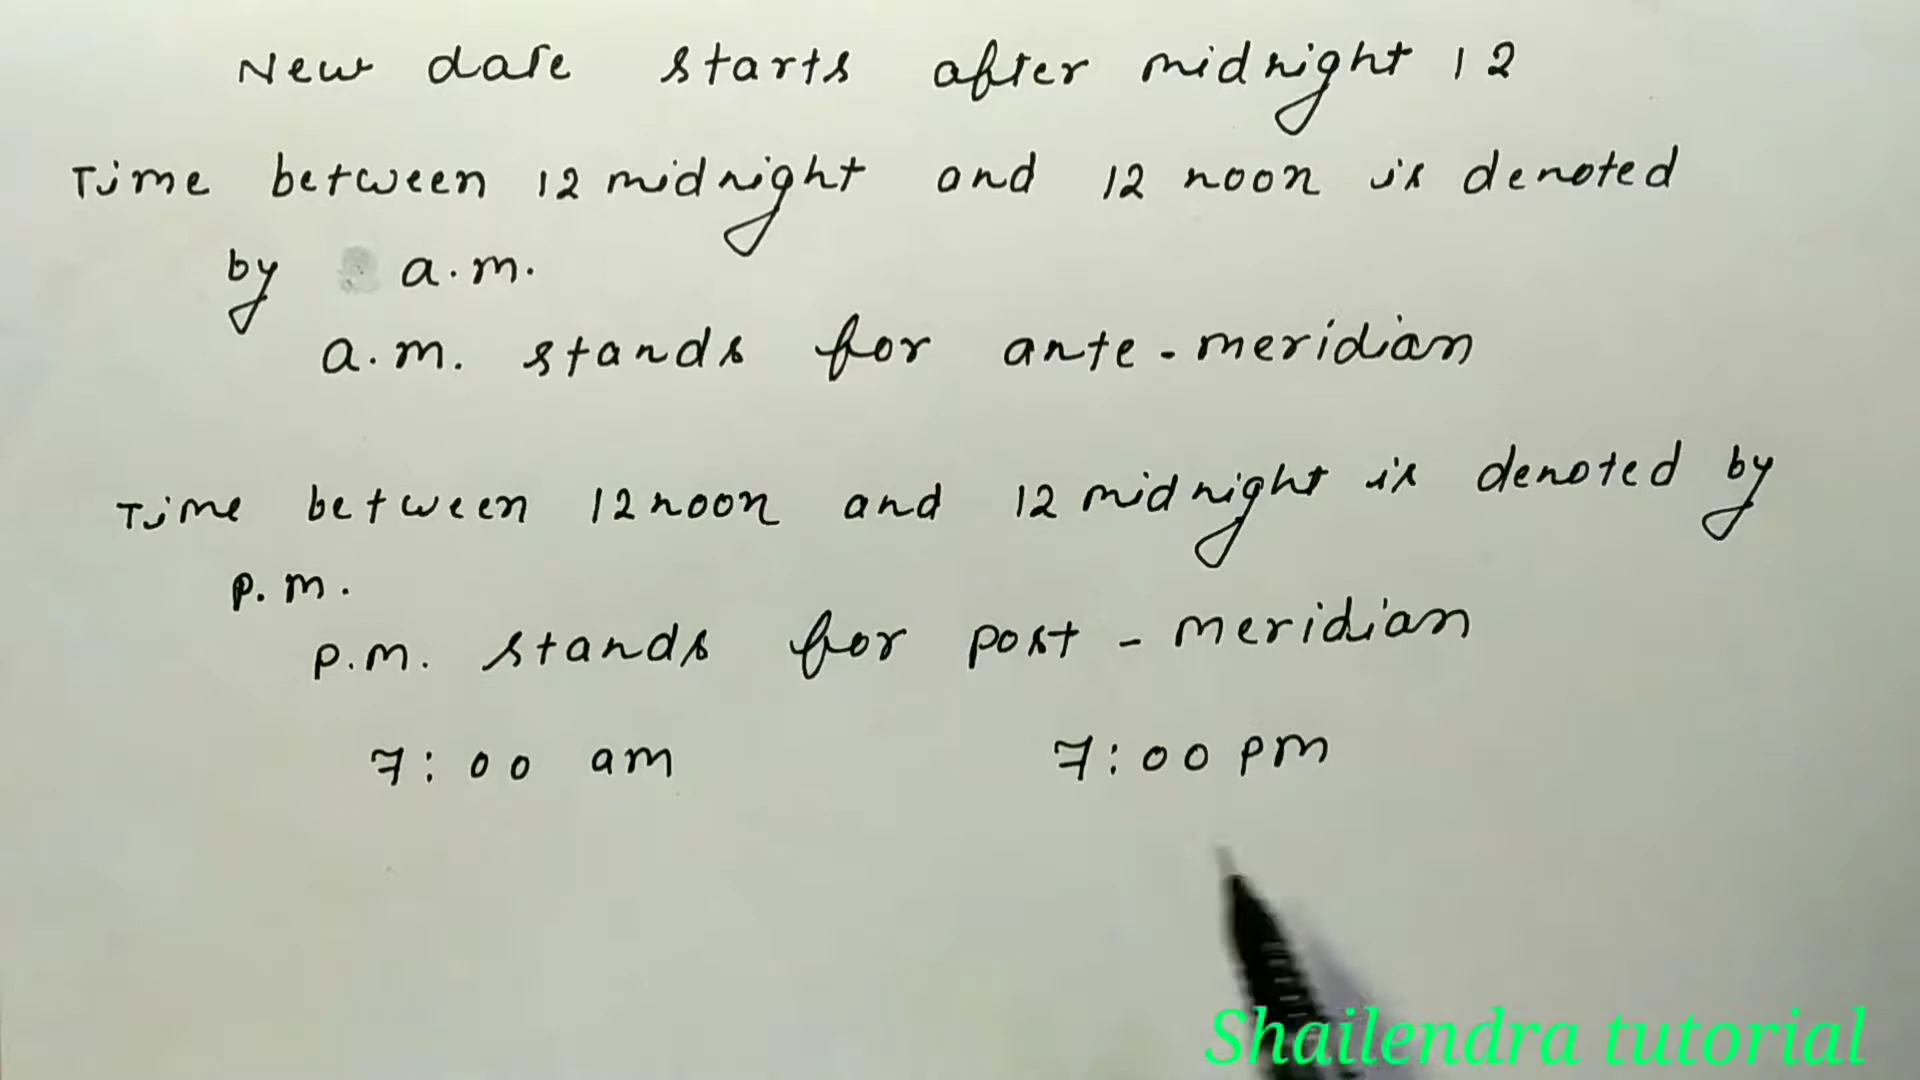 New date starts after midnight 12
Time between 12 midnight and 12 noon is denoted
by a.m.
a.m. stands for ante-meridian
Time between 12 noon and 12 midnight is denoted by
p.m.
p.m. stands for post-meridian
7:00 am 7:00 pm
Shailendra tutorial